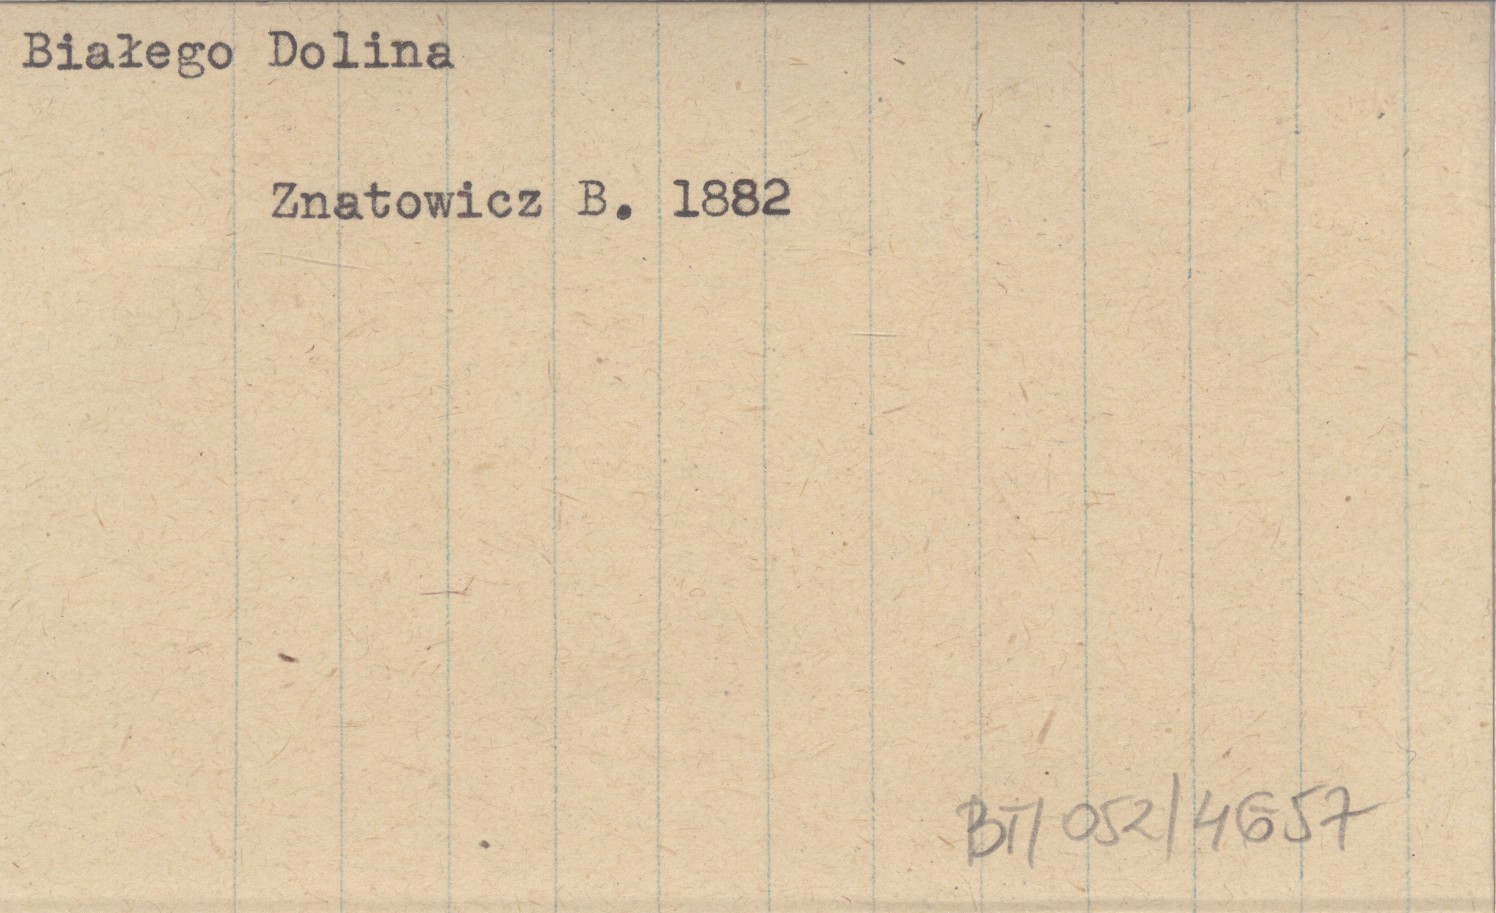 Białego Dolina
Znatowicz B. 1882
BT/052/4657